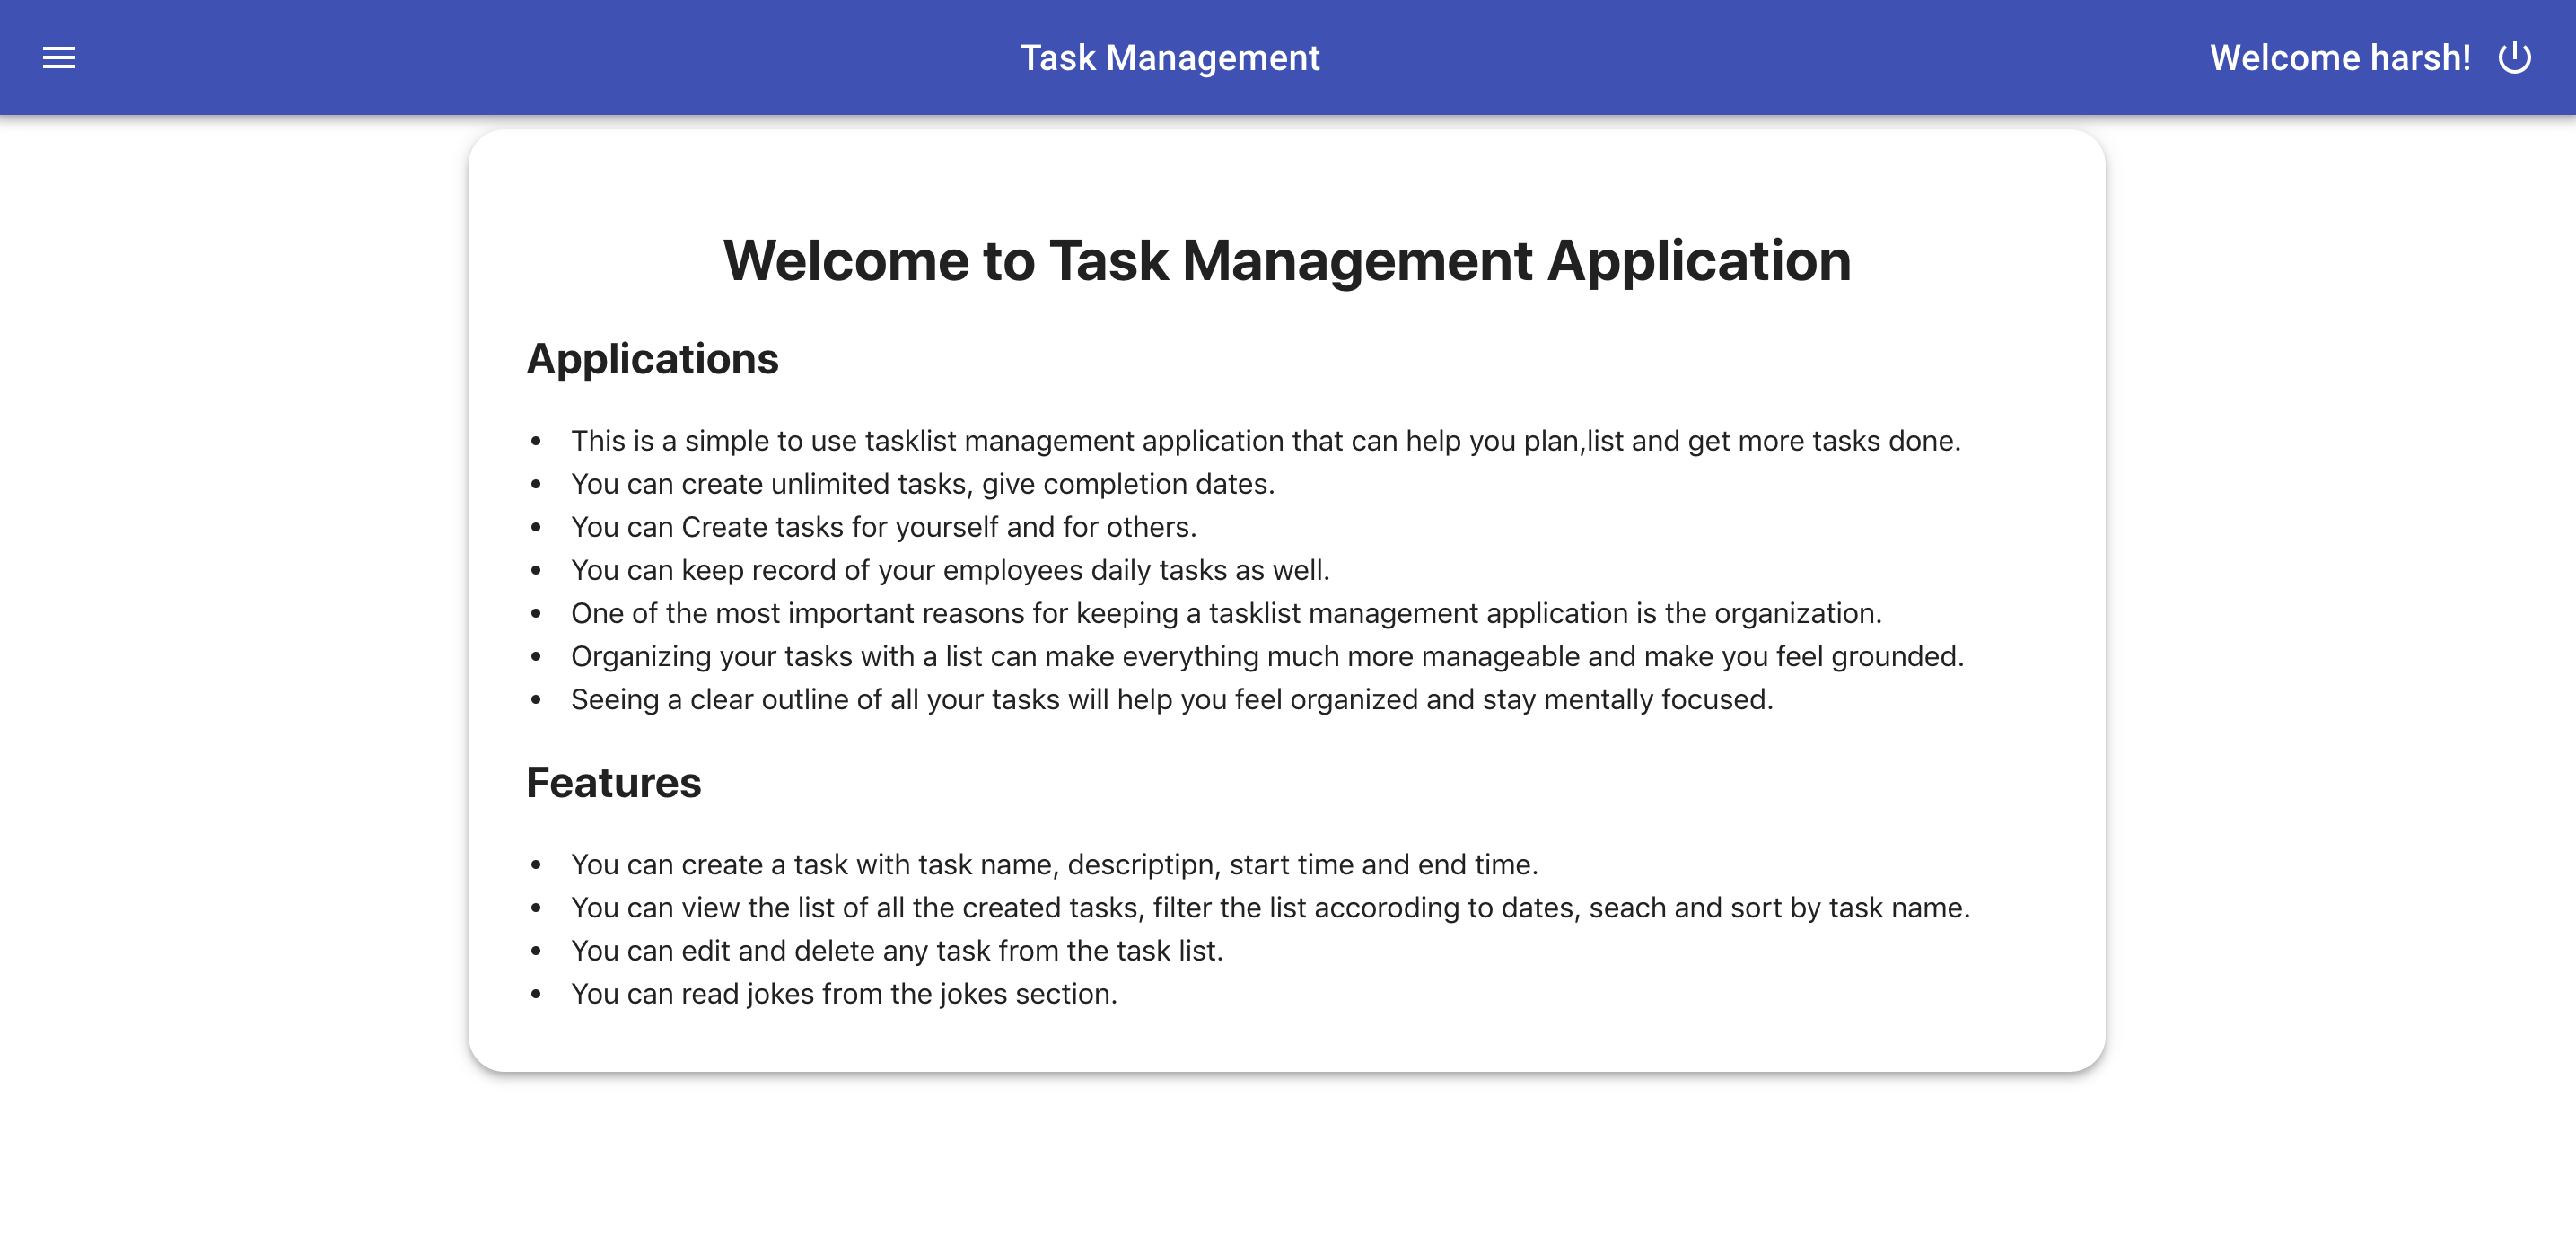 Task Management
Welcome harsh!
Welcome to Task Management Application
Applications
• This is a simple to use tasklist management application that can help you plan,list and get more tasks done.
• You can create unlimited tasks, give completion dates.
• You can Create tasks for yourself and for others.
• You can keep record of your employees daily tasks as well.
• One of the most important reasons for keeping a tasklist management application is the organization.
• Organizing your tasks with a list can make everything much more manageable and make you feel grounded.
• Seeing a clear outline of all your tasks will help you feel organized and stay mentally focused.
Features
• You can create a task with task name, descriptipn, start time and end time.
• You can view the list of all the created tasks, filter the list accoroding to dates, seach and sort by task name.
• You can edit and delete any task from the task list.
• You can read jokes from the jokes section.